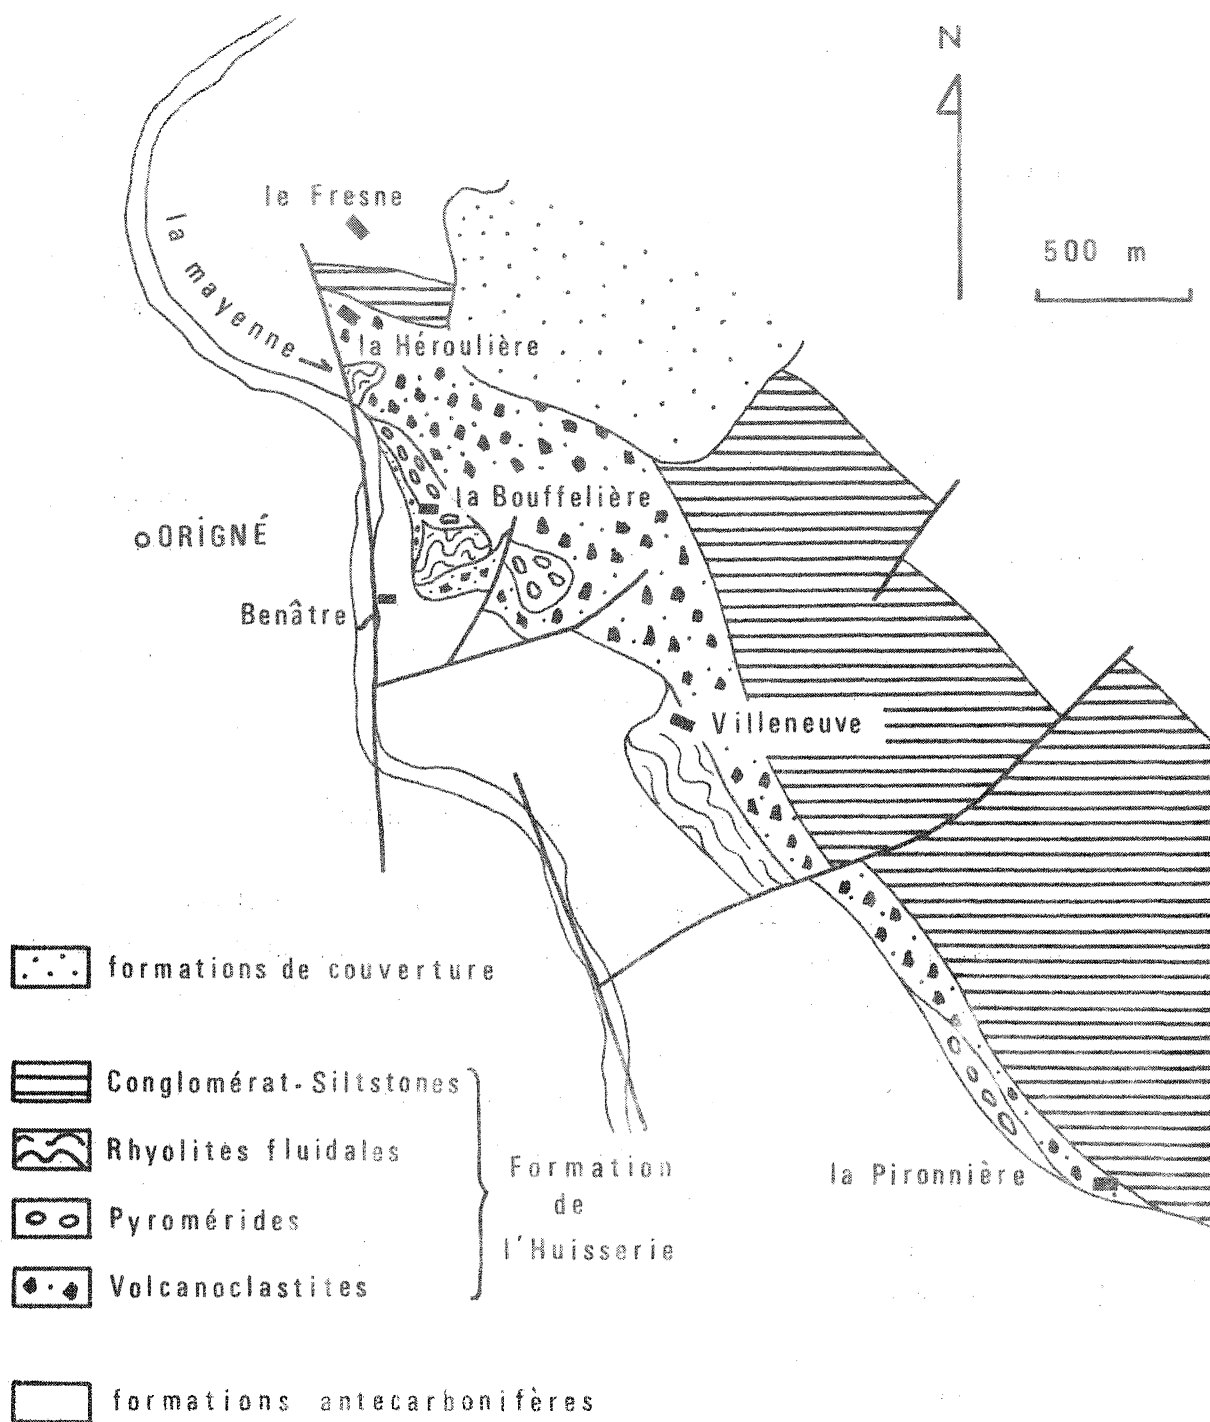 N
le Fresne
500 m
la mayenne
la Héroulière
la Bouffelière
ORIGNÉ
Benâtre
Villeneuve
formations de couverture
Conglomérat-Siltstones
Rhyolites fluidales
Formation
la Pironnière
de
Pyromérides
l'Huisserie
Volcanoclastites
formations antecarbonifères